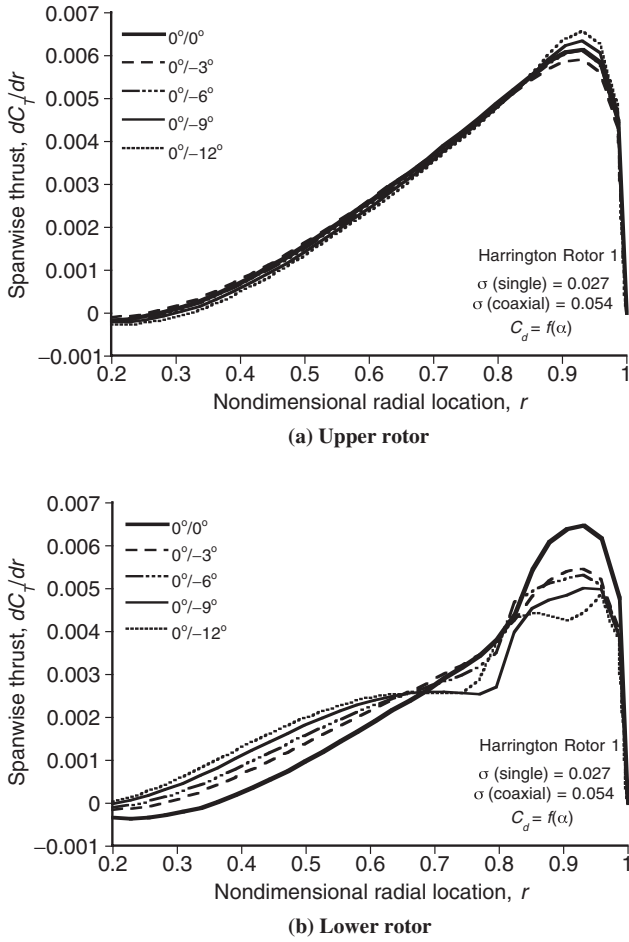 0.007
0.006
0.005
0.004
0.003
0.002
0.001
0
−0.001
Spanwise thrust, dC_T/dr
0°/0°
0°/−3°
0°/−6°
0°/−9°
0°/−12°
Harrington Rotor 1
σ (single) = 0.027
σ (coaxial) = 0.054
C_d = f(α)
0.2 0.3 0.4 0.5 0.6 0.7 0.8 0.9 1
Nondimensional radial location, r
(a) Upper rotor
0.007
0.006
0.005
0.004
0.003
0.002
0.001
0
−0.001
Spanwise thrust, dC_T/dr
0°/0°
0°/−3°
0°/−6°
0°/−9°
0°/−12°
Harrington Rotor 1
σ (single) = 0.027
σ (coaxial) = 0.054
C_d = f(α)
0.2 0.3 0.4 0.5 0.6 0.7 0.8 0.9 1
Nondimensional radial location, r
(b) Lower rotor